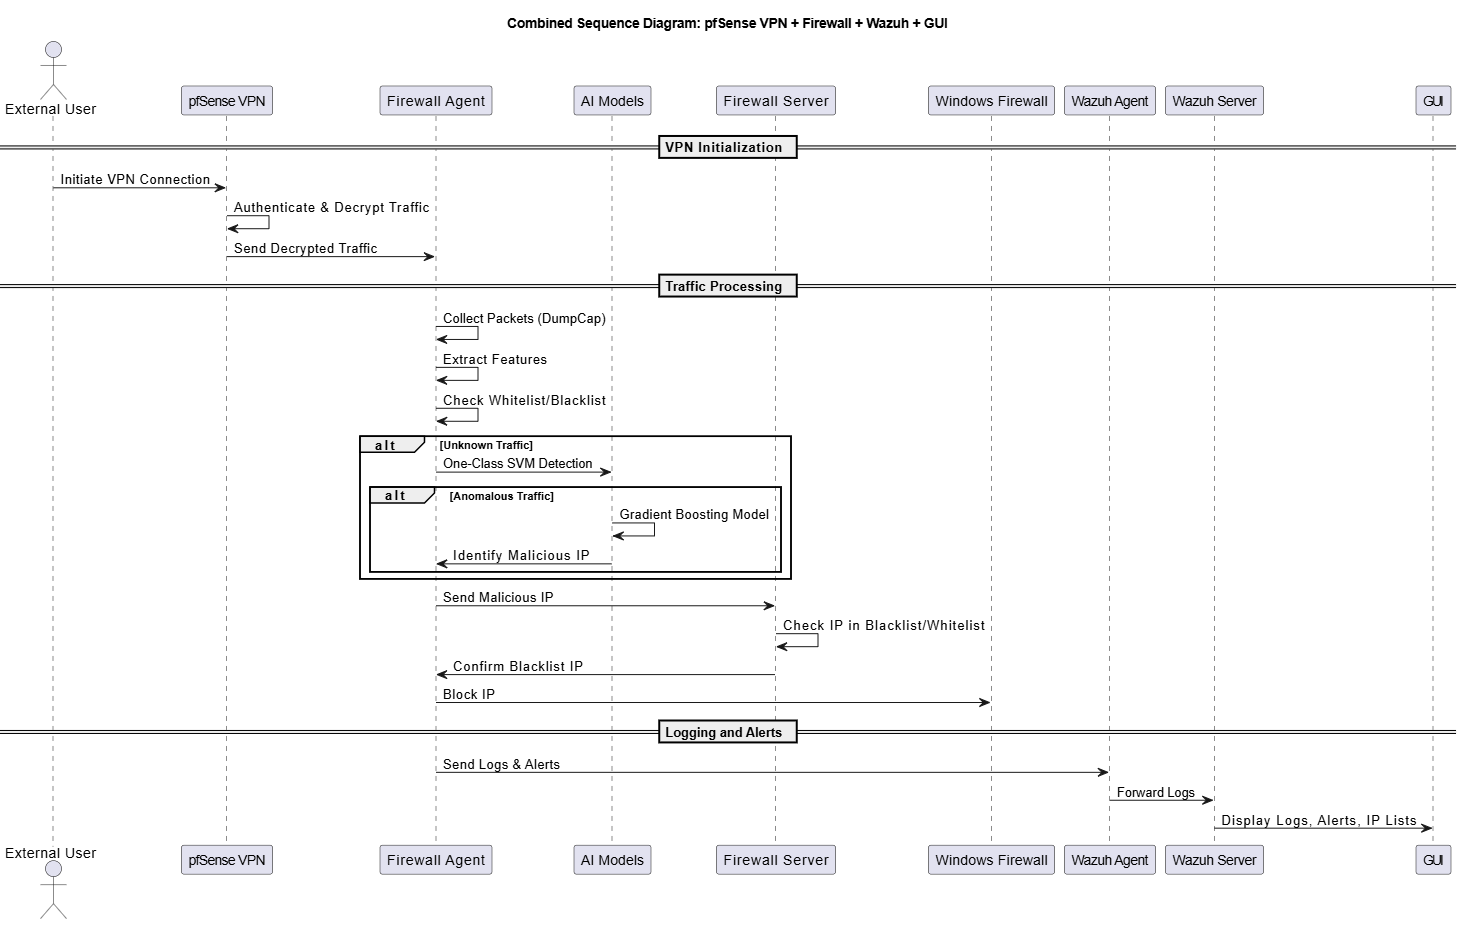 Combined Sequence Diagram: pfSense VPN + Firewall + Wazuh + GUI
External User
pfSense VPN
Firewall Agent
AI Models
Firewall Server
Windows Firewall
Wazuh Agent
Wazuh Server
GUI
VPN Initialization
Initiate VPN Connection
Authenticate & Decrypt Traffic
Send Decrypted Traffic
Traffic Processing
Collect Packets (DumpCap)
Extract Features
Check Whitelist/Blacklist
alt
[Unknown Traffic]
One-Class SVM Detection
alt
[Anomalous Traffic]
Gradient Boosting Model
Identify Malicious IP
Send Malicious IP
Check IP in Blacklist/Whitelist
Confirm Blacklist IP
Block IP
Logging and Alerts
Send Logs & Alerts
Forward Logs
Display Logs, Alerts, IP Lists
External User
pfSense VPN
Firewall Agent
AI Models
Firewall Server
Windows Firewall
Wazuh Agent
Wazuh Server
GUI